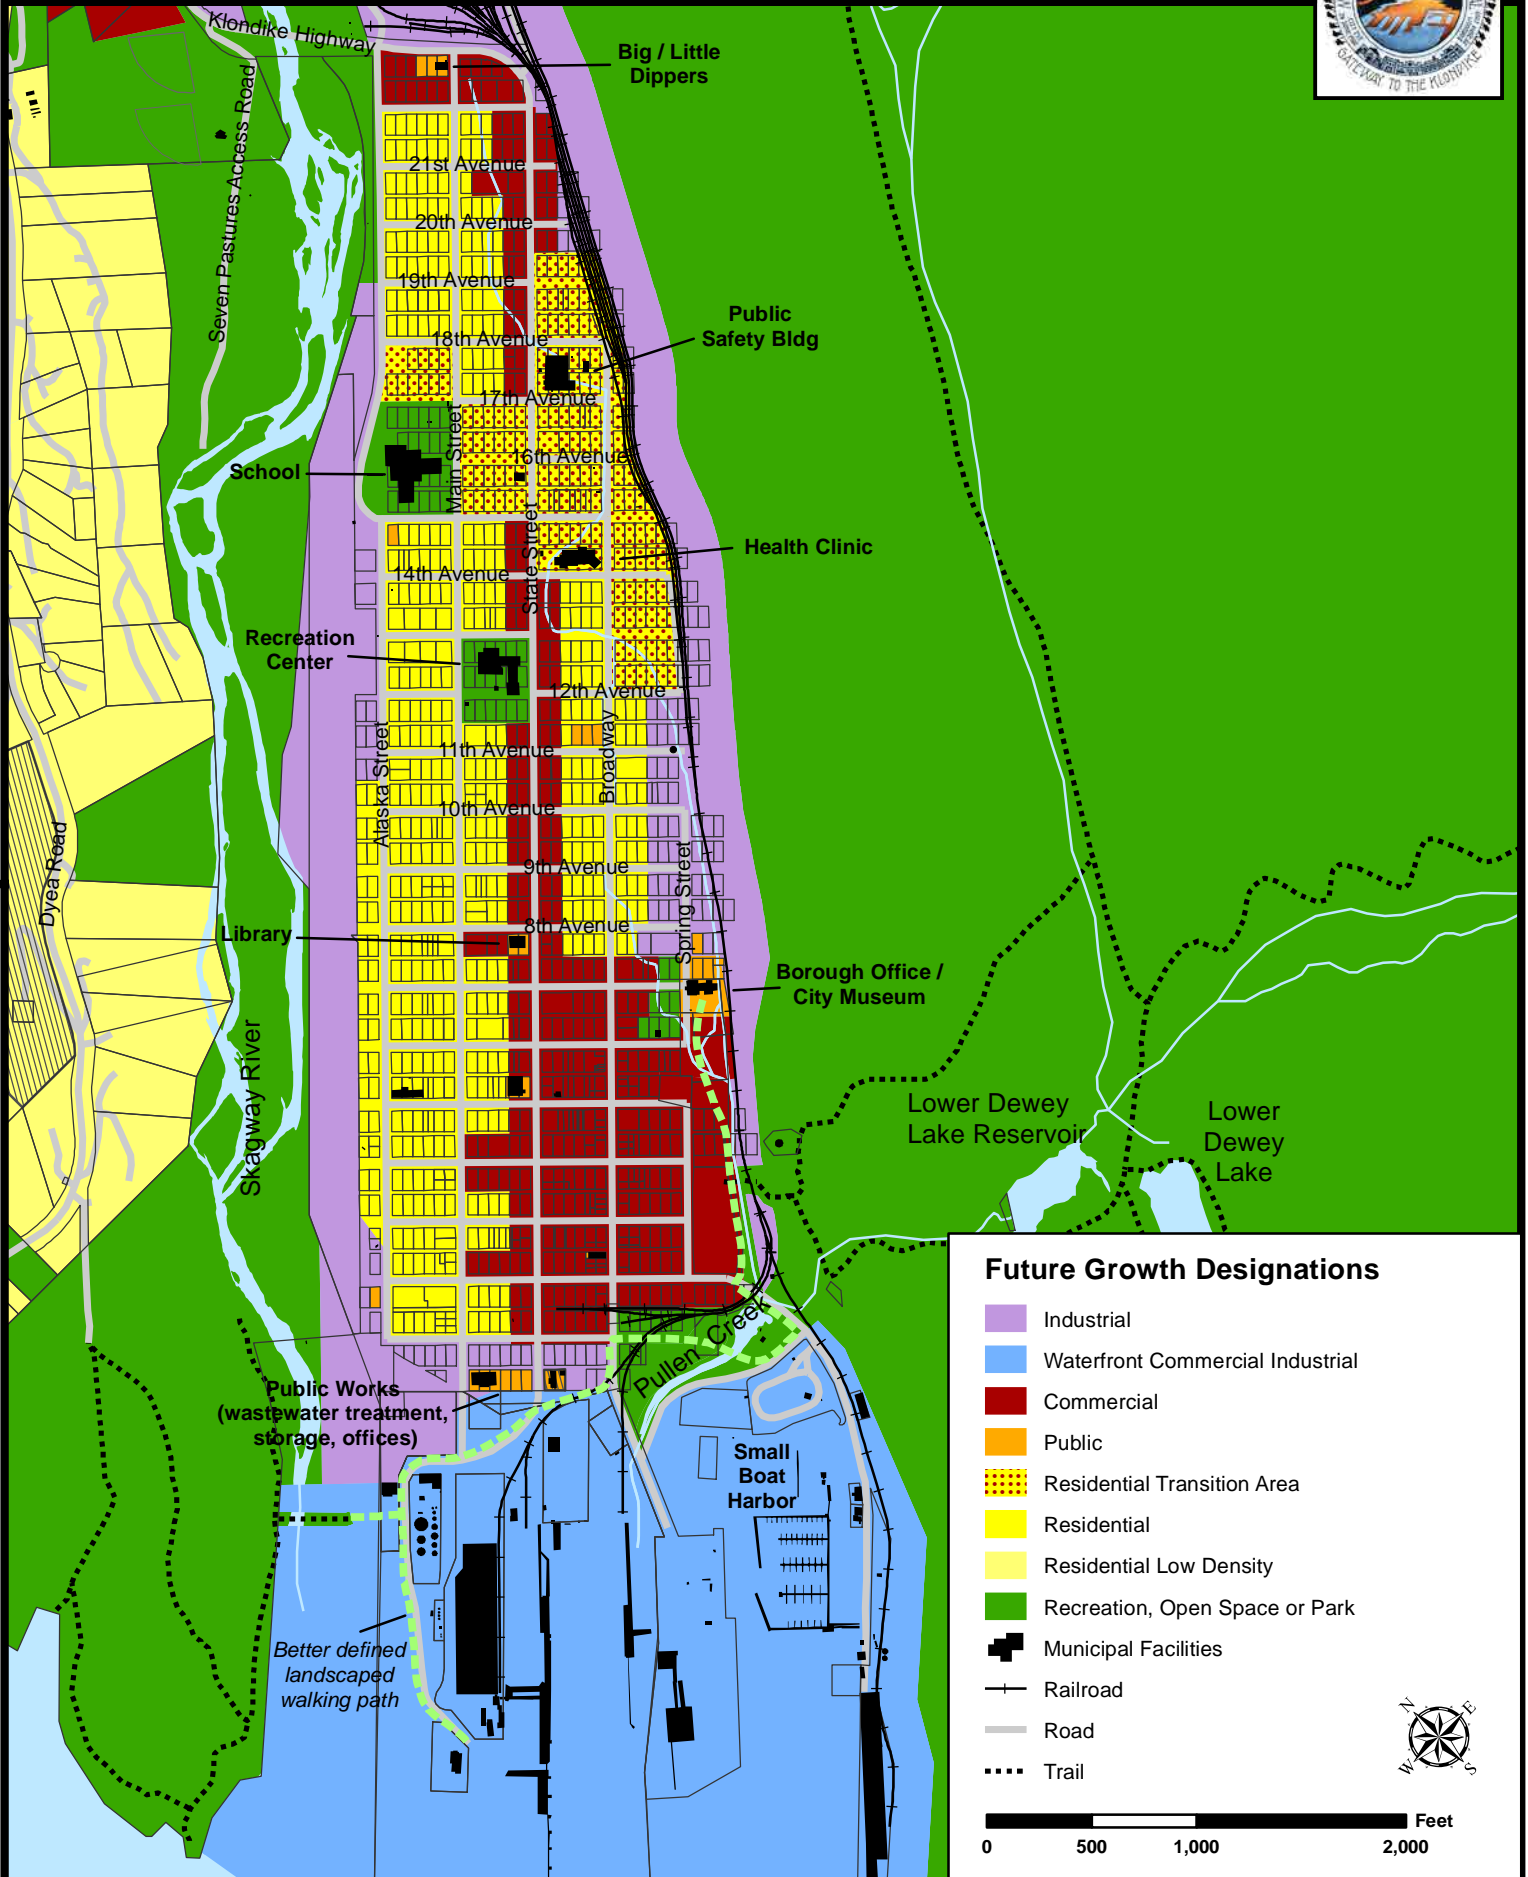 Klondike Highway
GATEWAY TO THE KLONDIKE
Big / Little
Dippers
Seven Pastures Access Road
21st Avenue
20th Avenue
19th Avenue
Public
Safety Bldg
18th Avenue
17th Avenue
Main Street
16th Avenue
School
State Street
Health Clinic
14th Avenue
Recreation
Center
12th Avenue
Alaska Street
11th Avenue
Broadway
10th Avenue
Dyea Road
9th Avenue
Spring Street
8th Avenue
Library
Borough Office /
City Museum
Skagway River
Lower Dewey
Lake Reservoir
Lower
Dewey
Lake
Pullen Creek
Public Works
(wastewater treatment,
storage, offices)
Small
Boat
Harbor
Better defined
landscaped
walking path
Future Growth Designations
Industrial
Waterfront Commercial Industrial
Commercial
Public
Residential Transition Area
Residential
Residential Low Density
Recreation, Open Space or Park
Municipal Facilities
Railroad
Road
Trail
N
E
W
S
Feet
0 500 1,000 2,000